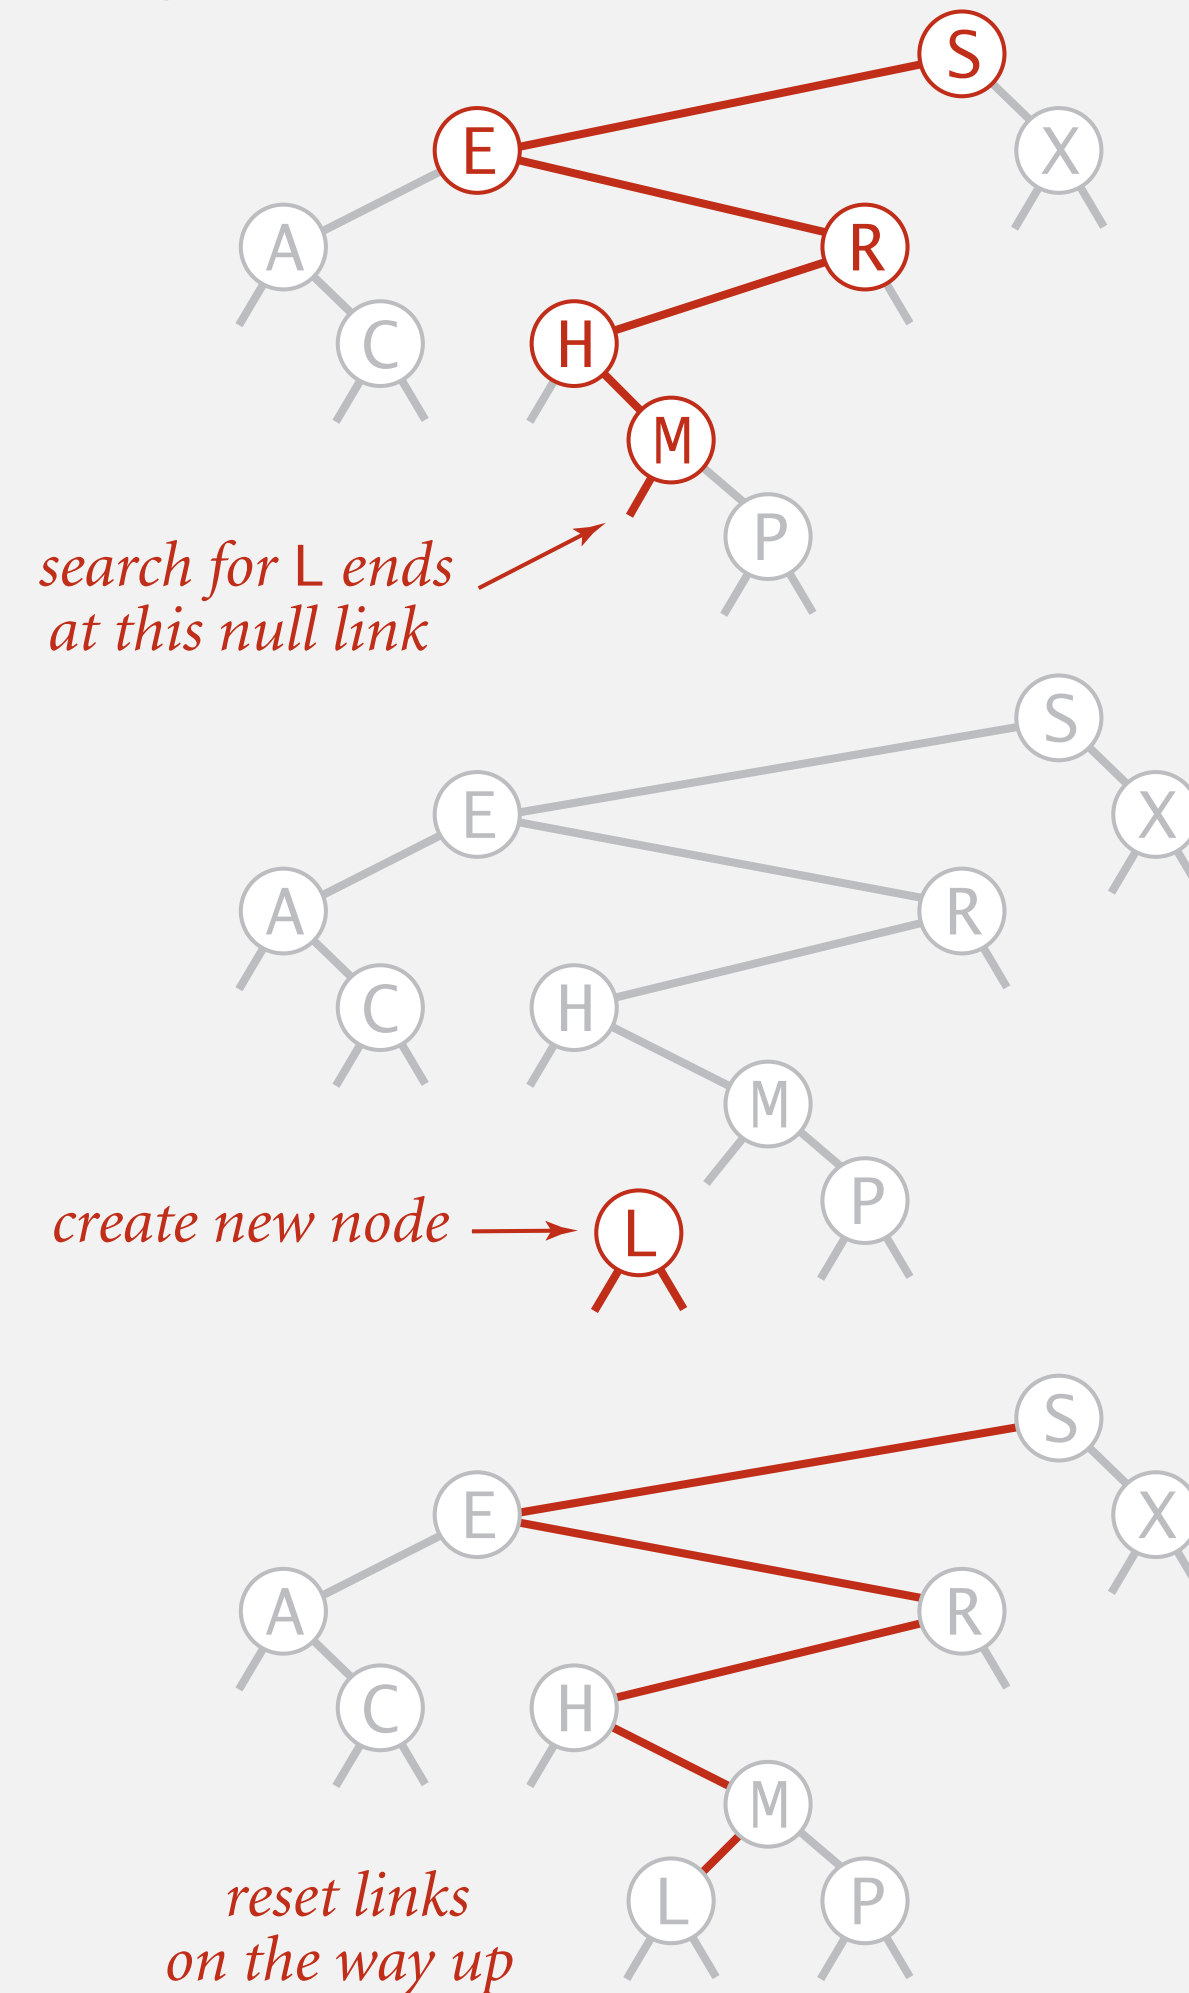 S
E X
A R
C H
M
P
search for L ends
at this null link
S
E X
A R
C H
M
P
create new node L
S
E X
A R
C H
M
L P
reset links
on the way up